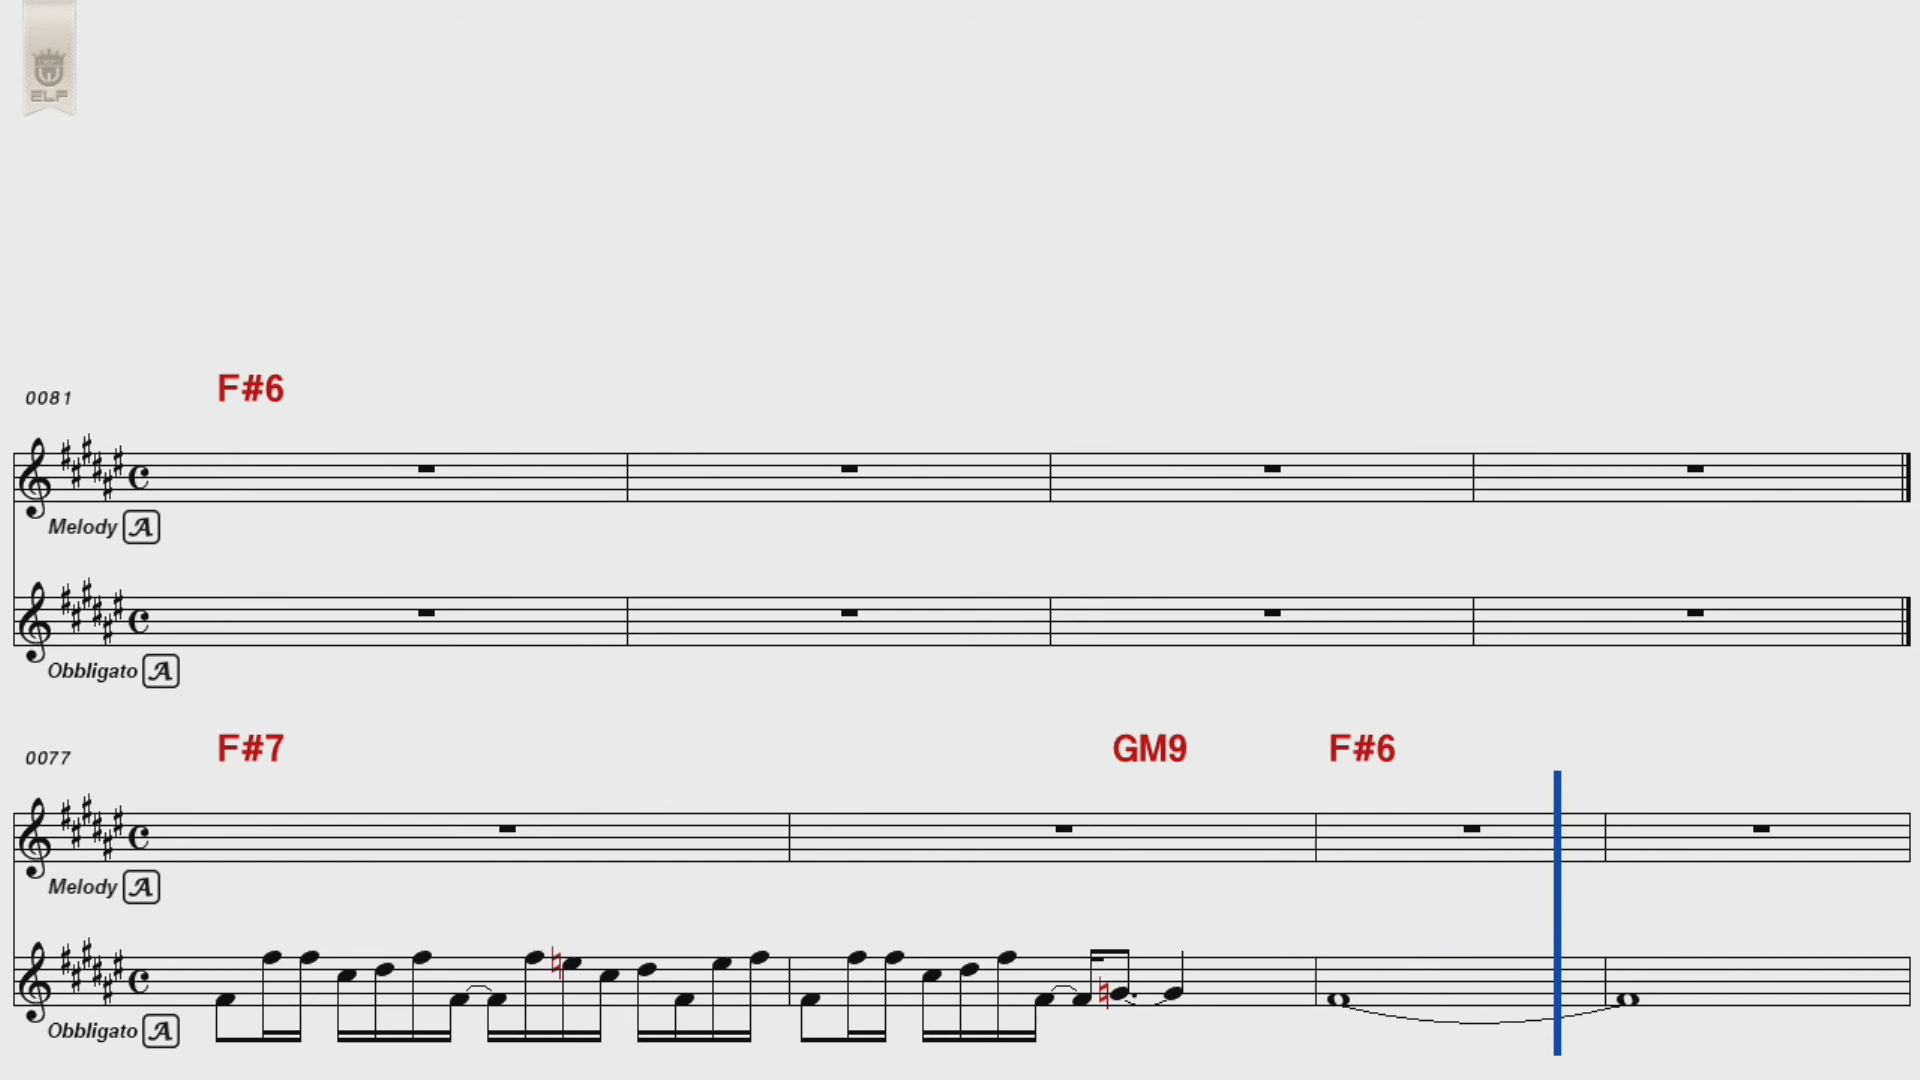 ELF
0081 F#6
Melody A
Obbligato A
0077 F#7 GM9 F#6
Melody A
Obbligato A